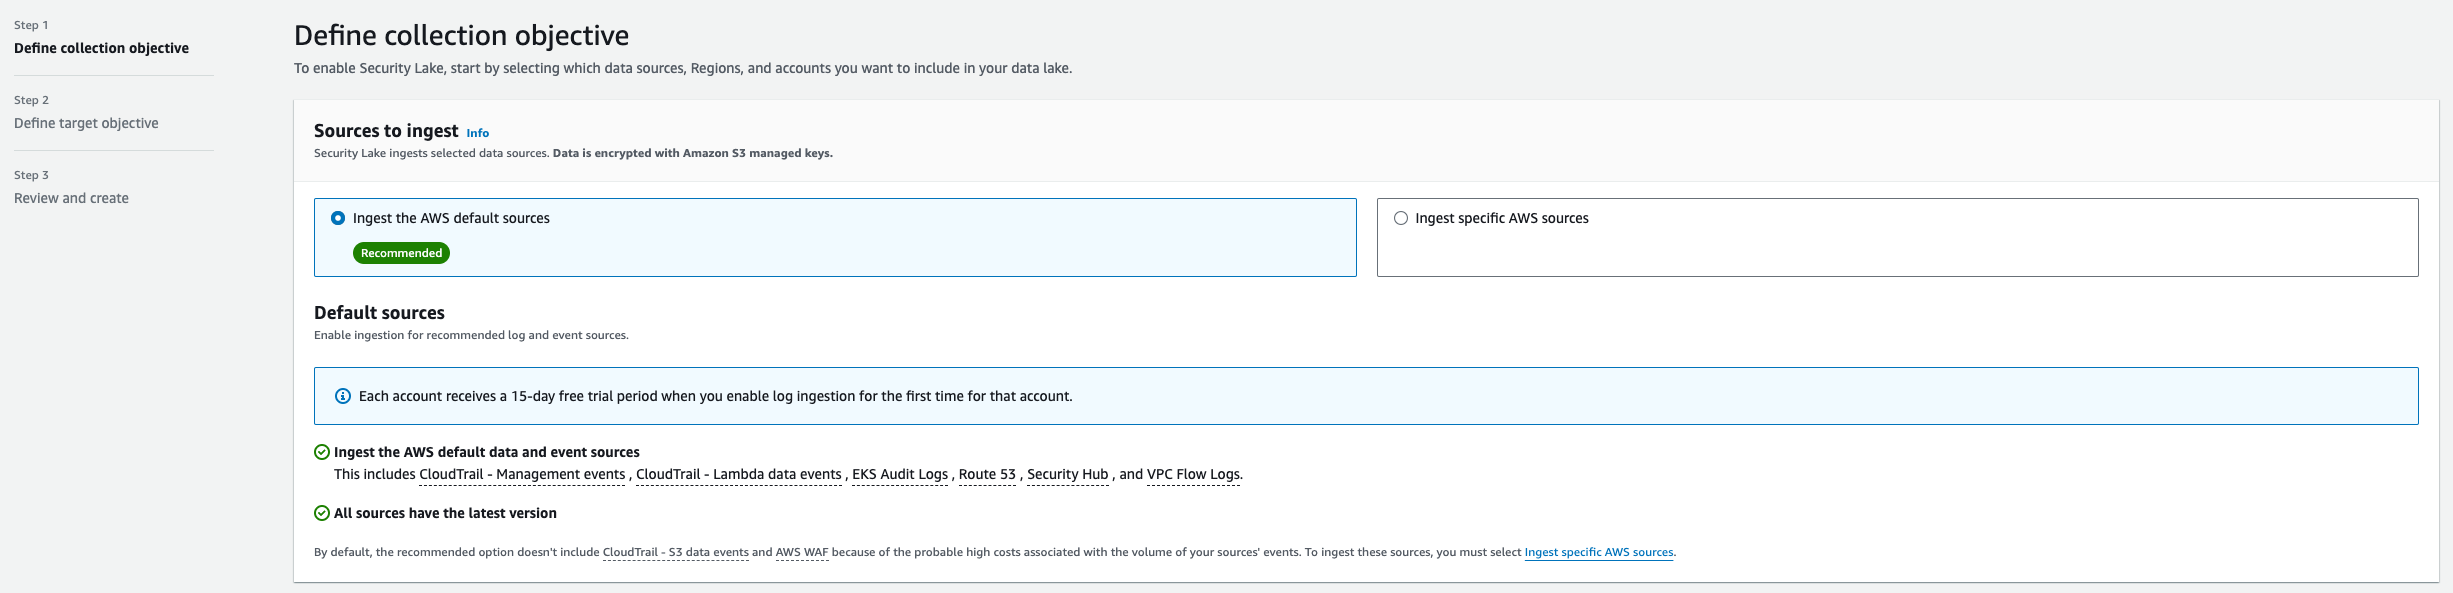 Step 1
Define collection objective
Step 2
Define target objective
Step 3
Review and create
Define collection objective
To enable Security Lake, start by selecting which data sources, Regions, and accounts you want to include in your data lake.
Sources to ingest Info
Security Lake ingests selected data sources. Data is encrypted with Amazon S3 managed keys.
Ingest the AWS default sources
Recommended
Ingest specific AWS sources
Default sources
Enable ingestion for recommended log and event sources.
Each account receives a 15-day free trial period when you enable log ingestion for the first time for that account.
Ingest the AWS default data and event sources
This includes CloudTrail - Management events , CloudTrail - Lambda data events , EKS Audit Logs , Route 53 , Security Hub , and VPC Flow Logs.
All sources have the latest version
By default, the recommended option doesn't include CloudTrail - S3 data events and AWS WAF because of the probable high costs associated with the volume of your sources' events. To ingest these sources, you must select Ingest specific AWS sources.